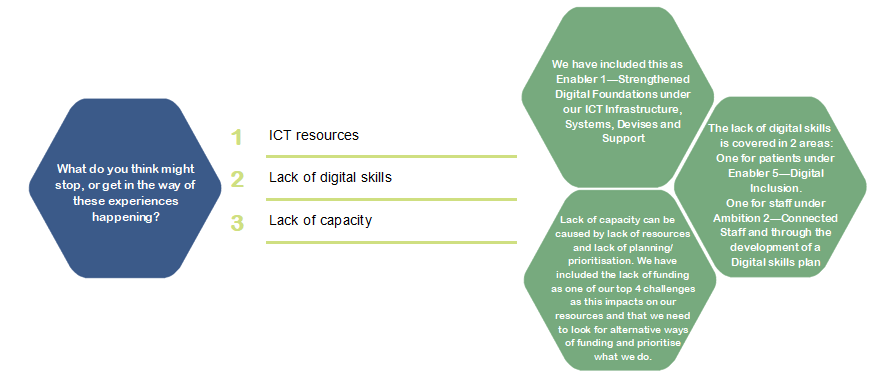 What do you think might
stop, or get in the way of
these experiences
happening?
1 ICT resources
2 Lack of digital skills
3 Lack of capacity
We have included this as
Enabler 1—Strengthened
Digital Foundations under
our ICT Infrastructure,
Systems, Devises and
Support
The lack of digital skills
is covered in 2 areas:
One for patients under
Enabler 5—Digital
Inclusion.
One for staff under
Ambition 2—Connected
Staff and through the
development of a
Digital skills plan
Lack of capacity can be
caused by lack of resources
and lack of planning/
prioritisation. We have
included the lack of funding
as one of our top 4 challenges
as this impacts on our
resources and that we need
to look for alternative ways
of funding and prioritise
what we do.